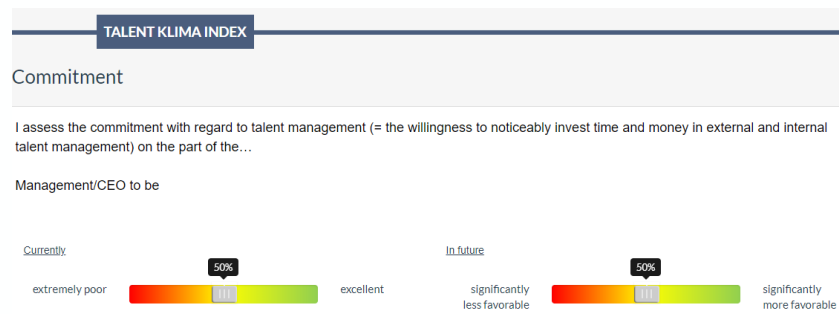 TALENT KLIMA INDEX
Commitment
I assess the commitment with regard to talent management (= the willingness to noticeably invest time and money in external and internal
talent management) on the part of the…
Management/CEO to be
Currently
50%
extremely poor
excellent
In future
50%
significantly
less favorable
significantly
more favorable